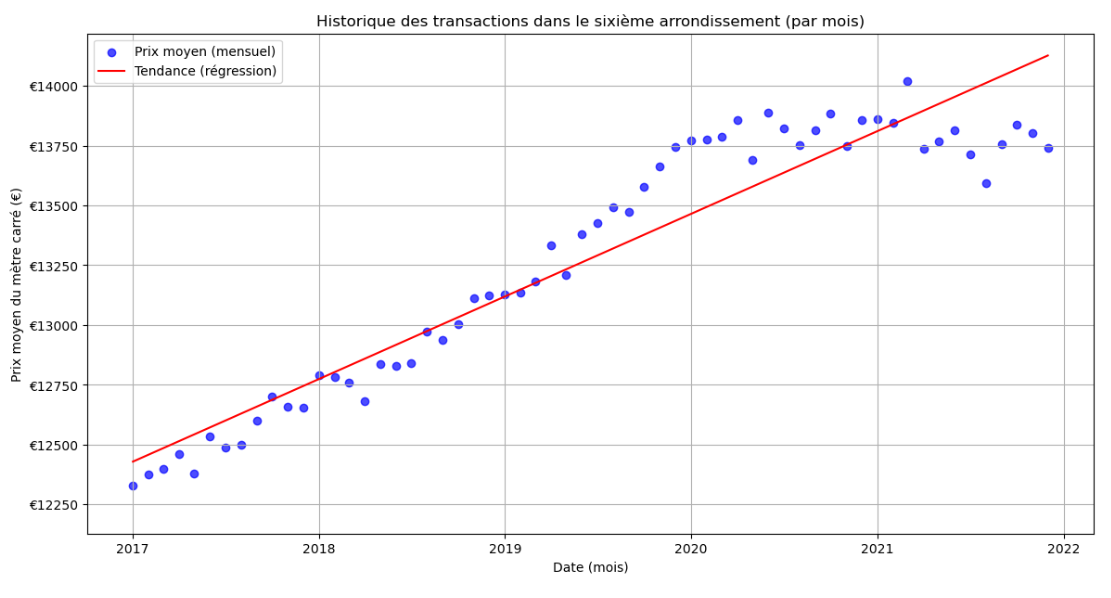 Historique des transactions dans le sixième arrondissement (par mois)
Prix moyen (mensuel)
Tendance (régression)
Prix moyen du mètre carré (€)
€14000
€13750
€13500
€13250
€13000
€12750
€12500
€12250
2017 2018 2019 2020 2021 2022
Date (mois)